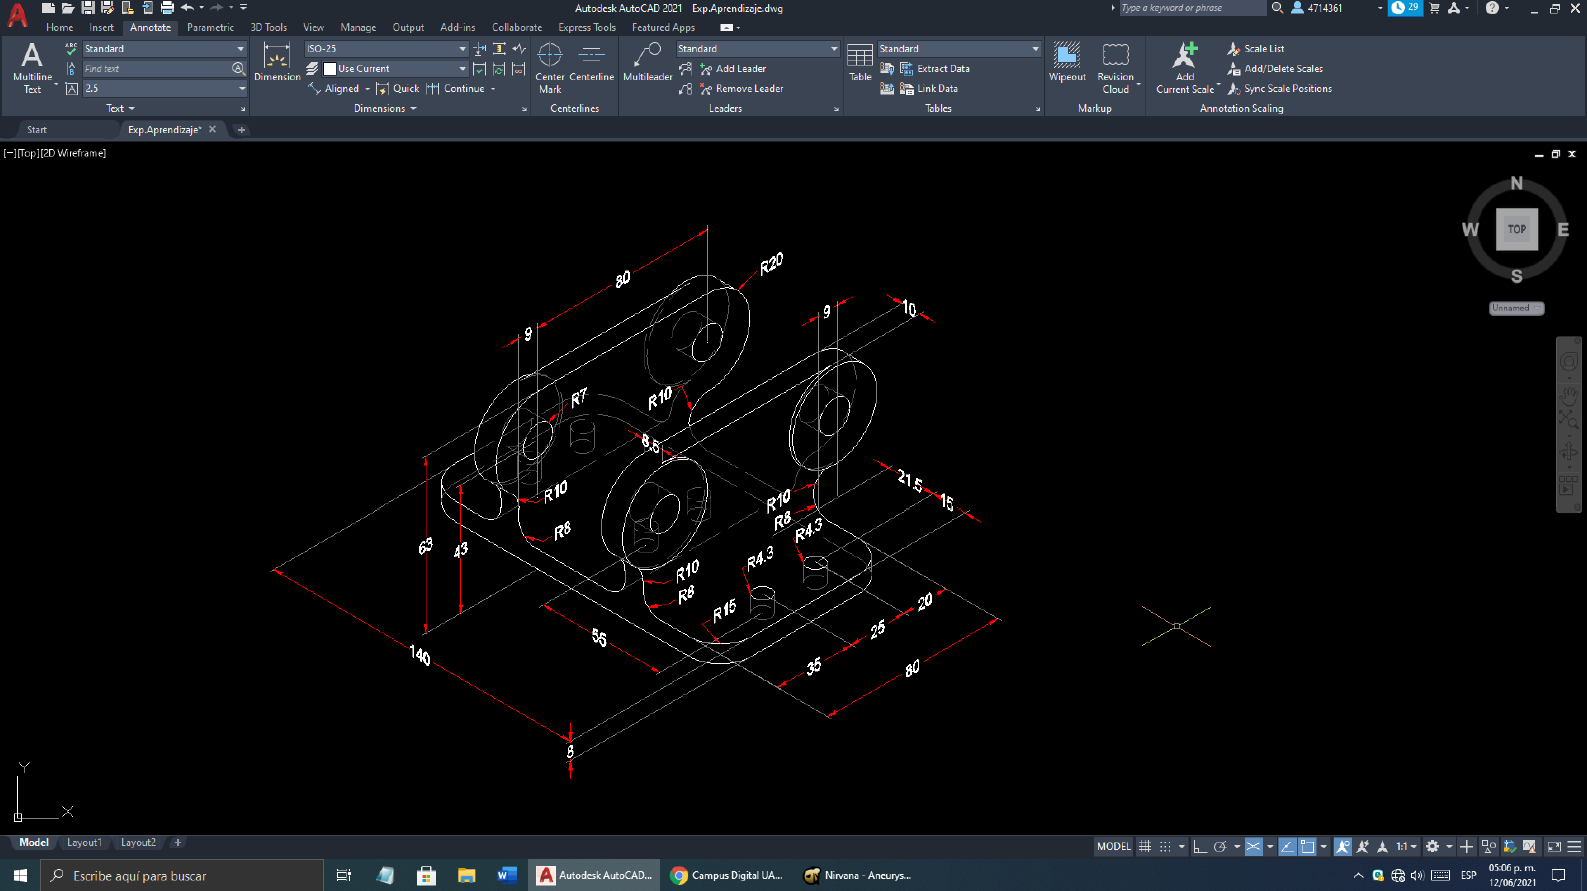 Autodesk AutoCAD 2021 Exp.Aprendizaje.dwg
Type a keyword or phrase
4714361
29
Home Insert Annotate Parametric 3D Tools View Manage Output Add-ins Collaborate Express Tools Featured Apps
Multiline Text
ABC Standard
Find text
2.5
Dimension
ISO-25
Use Current
Aligned Quick Continue
Center Mark
Centerline
Multileader
Standard
Add Leader
Remove Leader
Table
Standard
Extract Data
Link Data
Wipeout
Revision Cloud
Add Current Scale
Scale List
Add/Delete Scales
Sync Scale Positions
Text Dimensions Centerlines Leaders Tables Markup Annotation Scaling
Start Exp.Aprendizaje*
[−][Top][2D Wireframe]
N
W TOP E
S
Unnamed
80
R20
9
9
10
R7
R10
8.5
21.5
15
R10
R10
R8
R8
R4.3
63
43
R4.3
R10
R8
R15
20
25
55
35
80
140
8
Y
X
Model Layout1 Layout2
MODEL 1:1
Escribe aquí para buscar
Autodesk AutoCAD...
Campus Digital UA...
Nirvana - Aneurys...
ESP
05:06 p. m.
12/06/2021